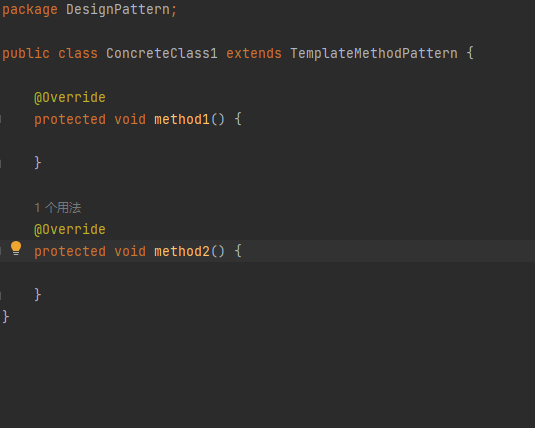 package DesignPattern;
public class ConcreteClass1 extends TemplateMethodPattern {
@Override
protected void method1() {
}
1 个用法
@Override
protected void method2() {
}
}